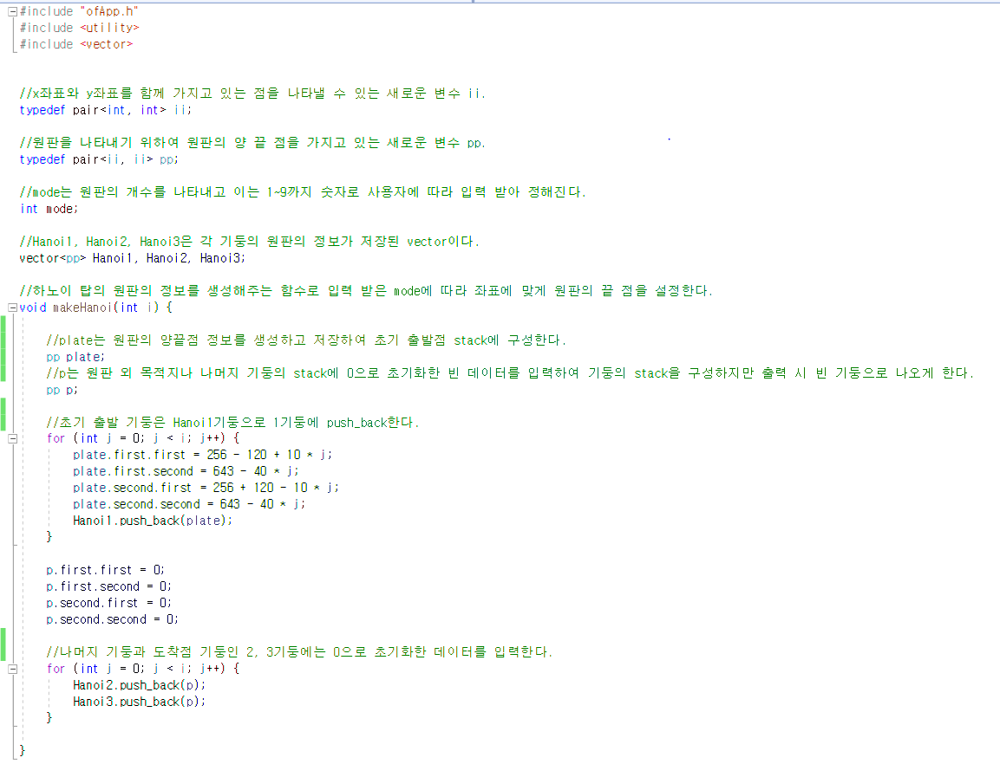 #include "ofApp.h"
#include <utility>
#include <vector>
//x좌표와 y좌표를 함께 가지고 있는 점을 나타낼 수 있는 새로운 변수 ii.
typedef pair<int, int> ii;
//원판을 나타내기 위하여 원판의 양 끝 점을 가지고 있는 새로운 변수 pp.
typedef pair<ii, ii> pp;
//mode는 원판의 개수를 나타내고 이는 1~9까지 숫자로 사용자에 따라 입력 받아 정해진다.
int mode;
//Hanoi1, Hanoi2, Hanoi3은 각 기둥의 원판의 정보가 저장된 vector이다.
vector<pp> Hanoi1, Hanoi2, Hanoi3;
//하노이 탑의 원판의 정보를 생성해주는 함수로 입력 받은 mode에 따라 좌표에 맞게 원판의 끝 점을 설정한다.
void makeHanoi(int i) {
//plate는 원판의 양끝점 정보를 생성하고 저장하여 초기 출발점 stack에 구성한다.
pp plate;
//p는 원판 외 목적지나 나머지 기둥의 stack에 0으로 초기화한 빈 데이터를 입력하여 기둥의 stack을 구성하지만 출력 시 빈 기둥으로 나오게 한다.
pp p;
//초기 출발 기둥은 Hanoi1기둥으로 1기둥에 push_back한다.
for (int j = 0; j < i; j++) {
plate.first.first = 256 - 120 + 10 * j;
plate.first.second = 643 - 40 * j;
plate.second.first = 256 + 120 - 10 * j;
plate.second.second = 643 - 40 * j;
Hanoi1.push_back(plate);
}
p.first.first = 0;
p.first.second = 0;
p.second.first = 0;
p.second.second = 0;
//나머지 기둥과 도착점 기둥인 2, 3기둥에는 0으로 초기화한 데이터를 입력한다.
for (int j = 0; j < i; j++) {
Hanoi2.push_back(p);
Hanoi3.push_back(p);
}
}